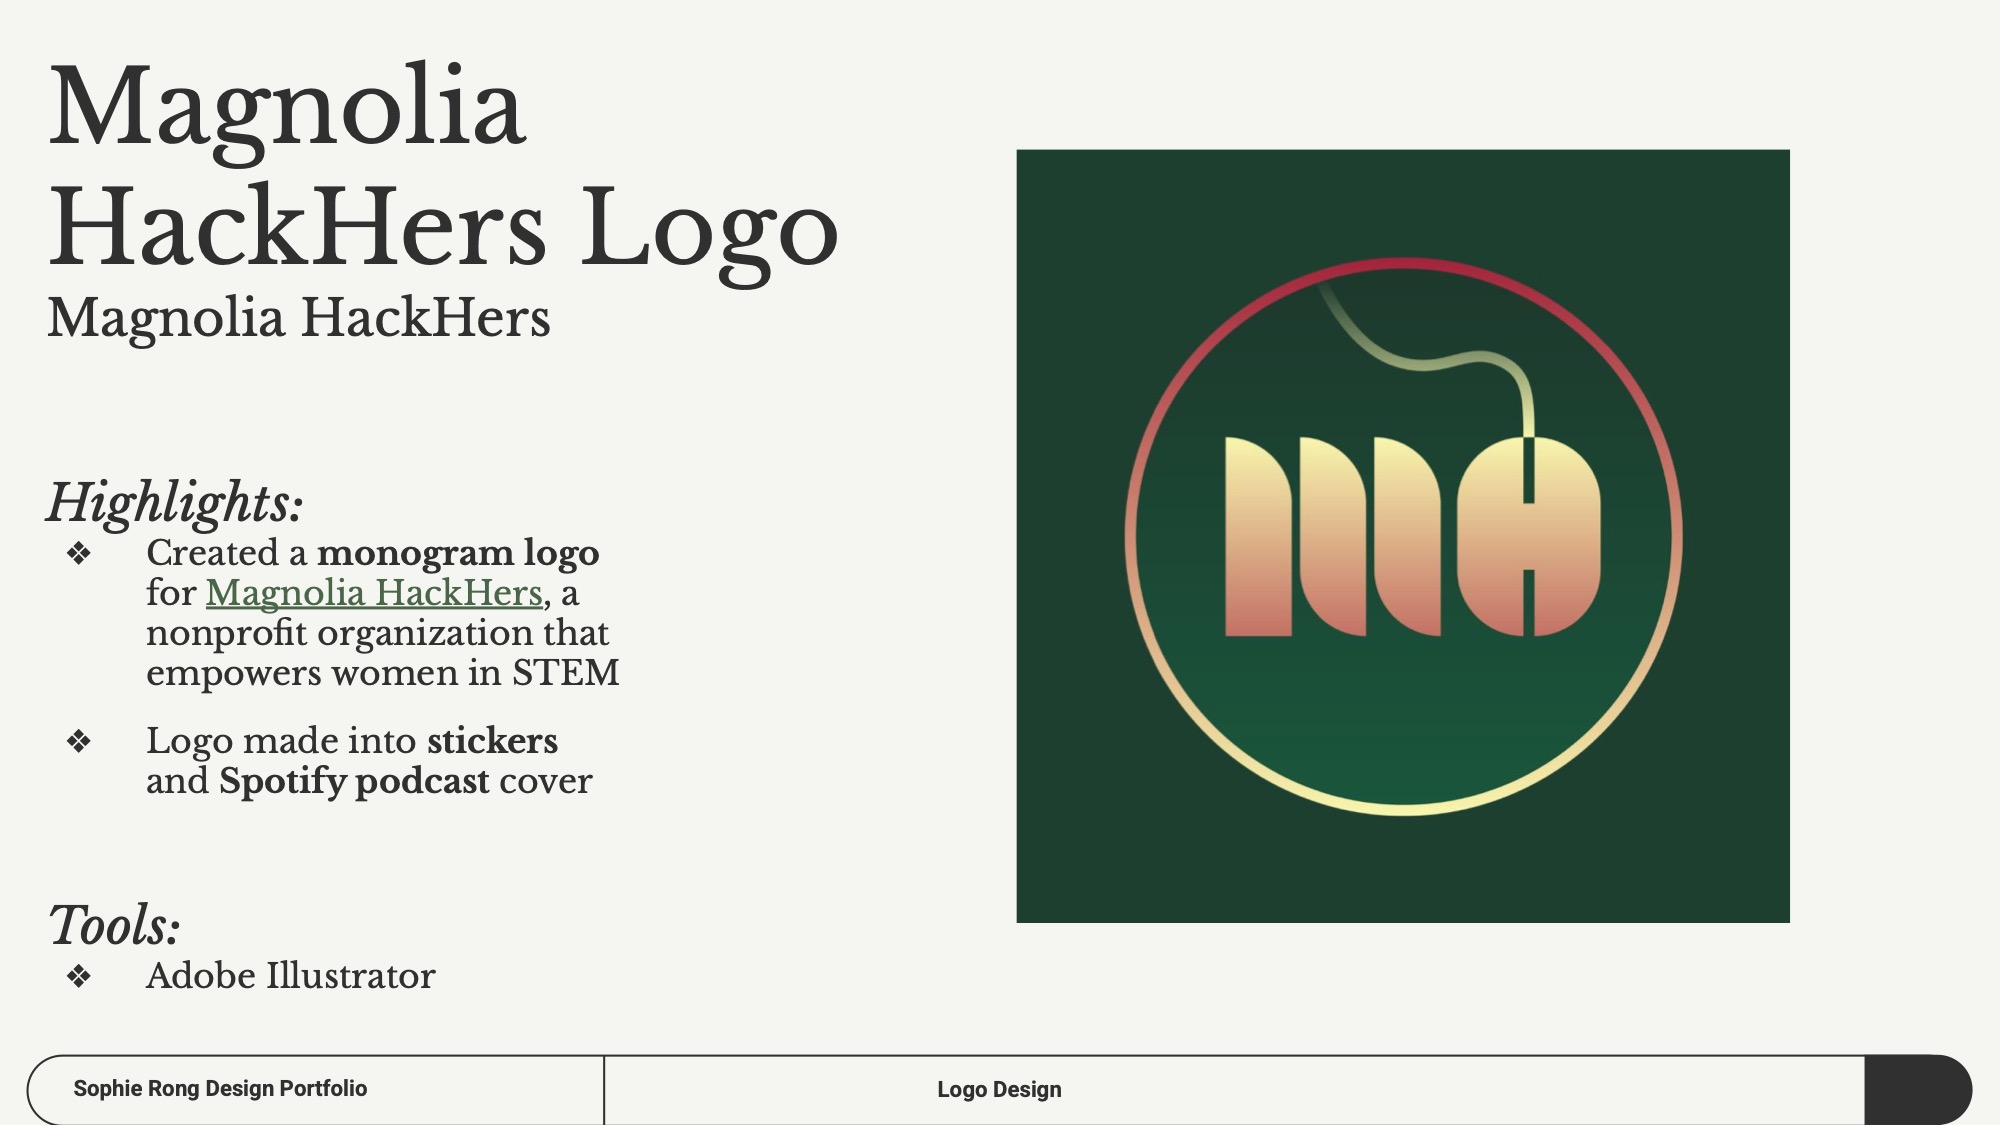 Magnolia
HackHers Logo
Magnolia HackHers
Highlights:
❖ Created a monogram logo
for Magnolia HackHers, a
nonprofit organization that
empowers women in STEM
❖ Logo made into stickers
and Spotify podcast cover
Tools:
❖ Adobe Illustrator
MH
Sophie Rong Design Portfolio
Logo Design